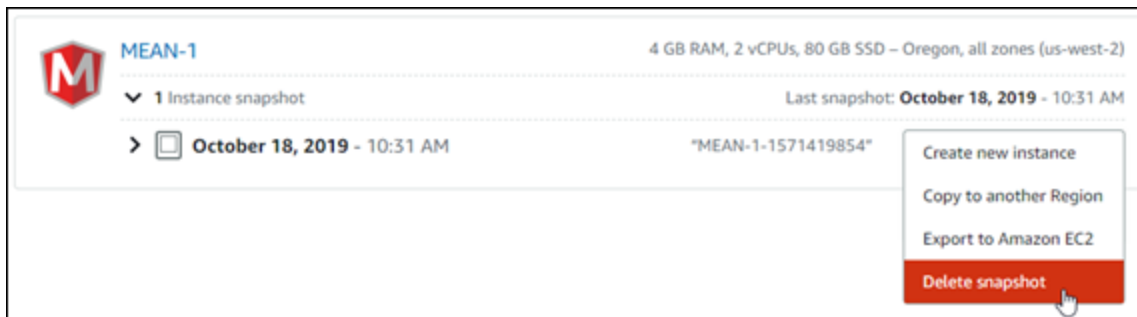 M
MEAN-1
4 GB RAM, 2 vCPUs, 80 GB SSD – Oregon, all zones (us-west-2)
1 Instance snapshot
Last snapshot: October 18, 2019 - 10:31 AM
October 18, 2019 - 10:31 AM
"MEAN-1-1571419854"
Create new instance
Copy to another Region
Export to Amazon EC2
Delete snapshot